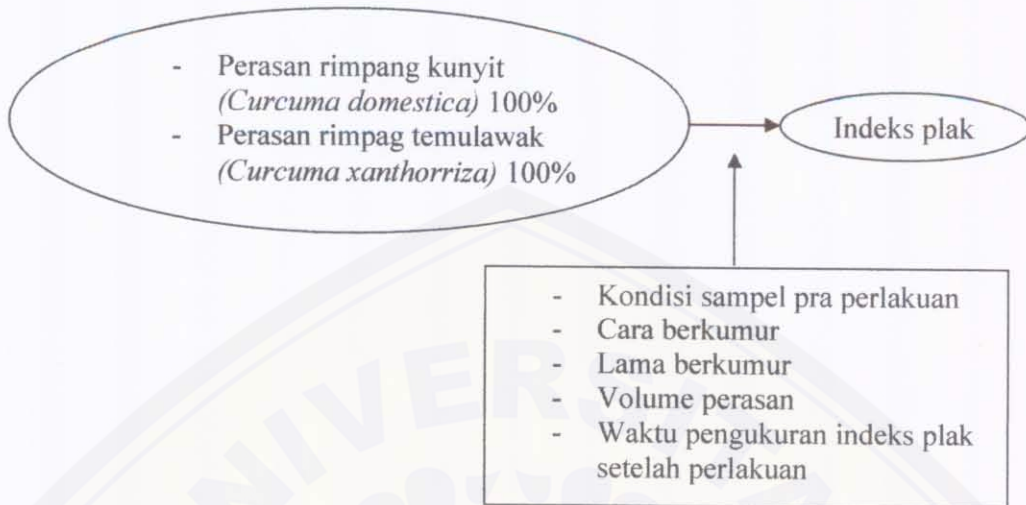 - Perasan rimpang kunyit
(Curcuma domestica) 100%
- Perasan rimpag temulawak
(Curcuma xanthorriza) 100%
Indeks plak
- Kondisi sampel pra perlakuan
- Cara berkumur
- Lama berkumur
- Volume perasan
- Waktu pengukuran indeks plak
setelah perlakuan
NIVERSITA